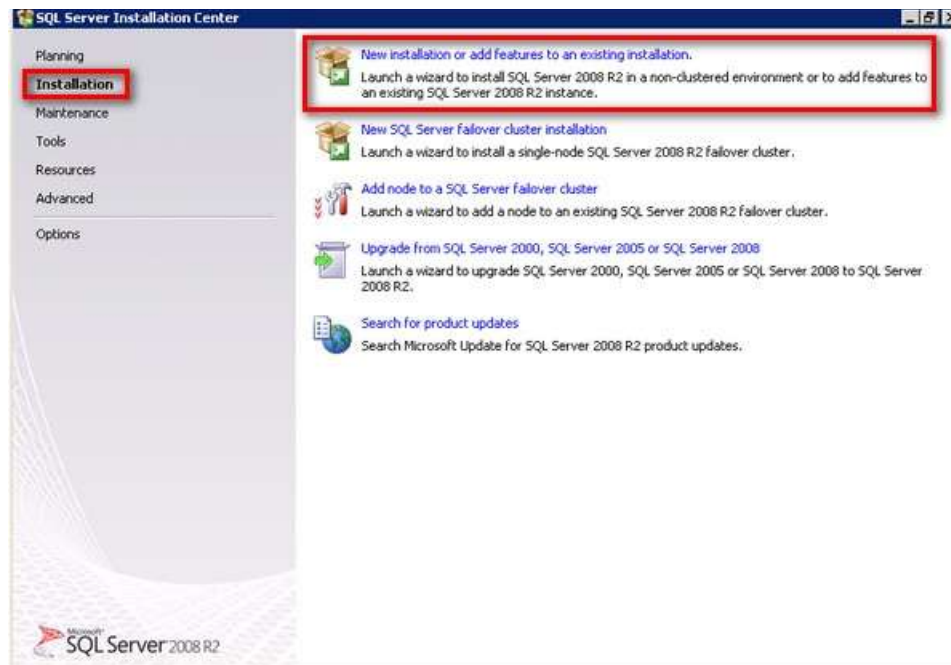 SQL Server Installation Center
Planning
Installation
Maintenance
Tools
Resources
Advanced
Options
New installation or add features to an existing installation.
Launch a wizard to install SQL Server 2008 R2 in a non-clustered environment or to add features to
an existing SQL Server 2008 R2 instance.
New SQL Server failover cluster installation
Launch a wizard to install a single-node SQL Server 2008 R2 failover cluster.
Add node to a SQL Server failover cluster
Launch a wizard to add a node to an existing SQL Server 2008 R2 failover cluster.
Upgrade from SQL Server 2000, SQL Server 2005 or SQL Server 2008
Launch a wizard to upgrade SQL Server 2000, SQL Server 2005 or SQL Server 2008 to SQL Server
2008 R2.
Search for product updates
Search Microsoft Update for SQL Server 2008 R2 product updates.
Microsoft
SQL Server 2008 R2